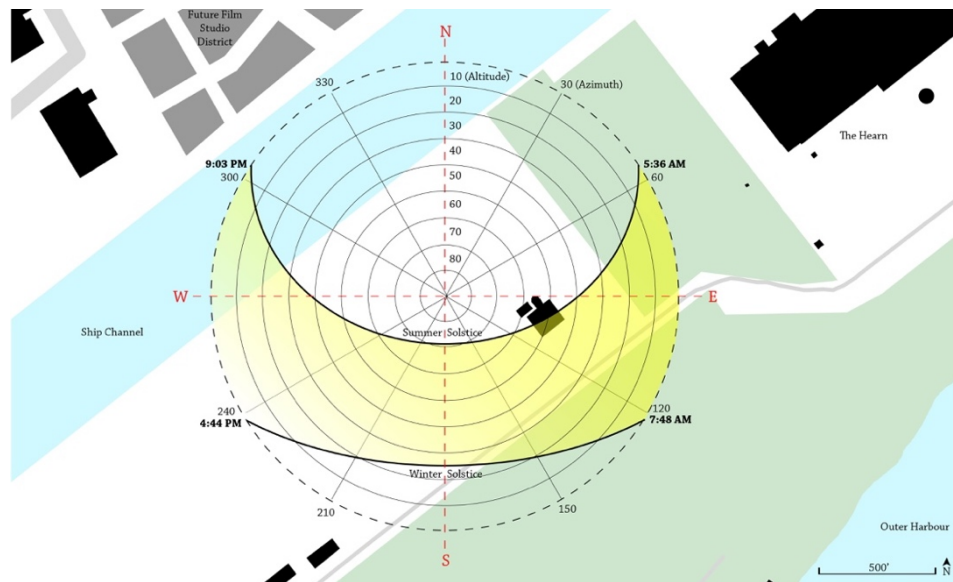 Future Film
Studio
District
N
330
10 (Altitude)
30 (Azimuth)
20
30
40
50
60
70
80
The Hearn
9:03 PM
300
5:36 AM
60
W
E
Ship Channel
Summer Solstice
240
4:44 PM
120
7:48 AM
Winter Solstice
210
150
S
Outer Harbour
500'
N